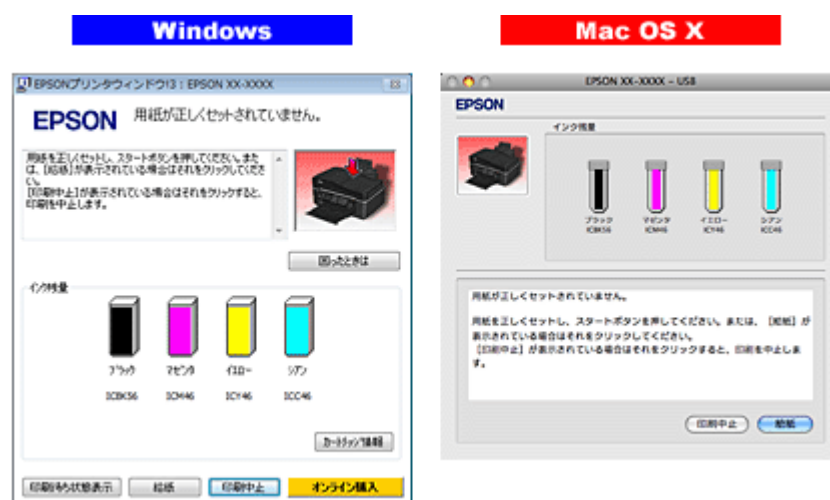 Windows
Mac OS X
EPSONプリンタウィンドウ!3 : EPSON XX-XXXX
EPSON
用紙が正しくセットされていません。
用紙を正しくセットし、スタートボタンを押してください。また
は、[給紙]が表示されている場合はそれをクリックしてくださ
い。
[印刷中止]が表示されている場合はそれをクリックすると、
印刷を中止します。
困ったときは
インク残量
ブラック
マゼンタ
イエロー
シアン
ICBK56
ICM46
ICY46
ICC46
カートリッジ情報
印刷待ち状態表示
給紙
印刷中止
オンライン購入
EPSON XX-XXXX – USB
EPSON
インク残量
ブラック
マゼンタ
イエロー
シアン
ICBK56
ICM46
ICY46
ICC46
用紙が正しくセットされていません。
用紙を正しくセットし、スタートボタンを押してください。または、［給紙］が
表示されている場合はそれをクリックしてください。
［印刷中止］が表示されている場合はそれをクリックすると、印刷を中止しま
す。
印刷中止
給紙